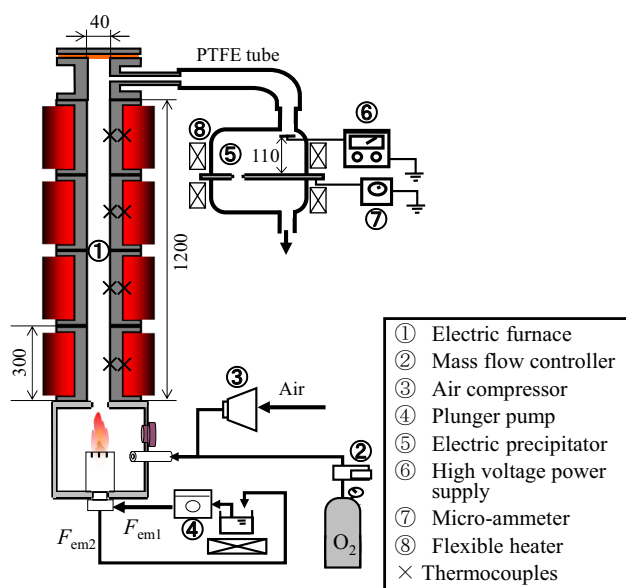 40
PTFE tube
⑥
⑧
⑤
110
⑦
①
1200
300
③
Air
②
④
F_em1
F_em2
O₂
① Electric furnace
② Mass flow controller
③ Air compressor
④ Plunger pump
⑤ Electric precipitator
⑥ High voltage power
supply
⑦ Micro-ammeter
⑧ Flexible heater
× Thermocouples